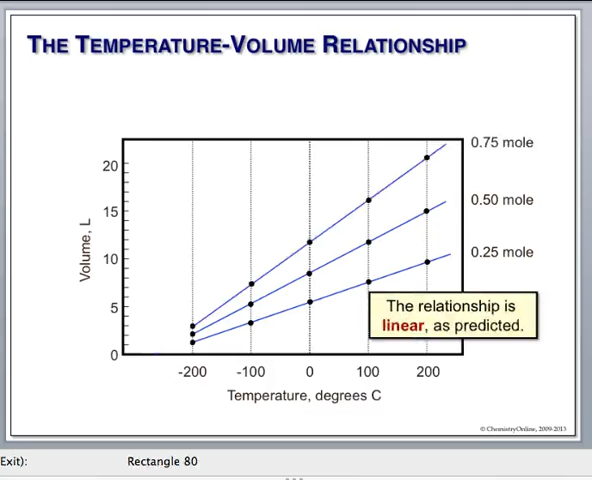 THE TEMPERATURE-VOLUME RELATIONSHIP
0.75 mole
20
0.50 mole
15
Volume, L
10
0.25 mole
5
The relationship is
linear, as predicted.
0
-200 -100 0 100 200
Temperature, degrees C
© ChemistryOnline, 2009-2013
Exit): Rectangle 80